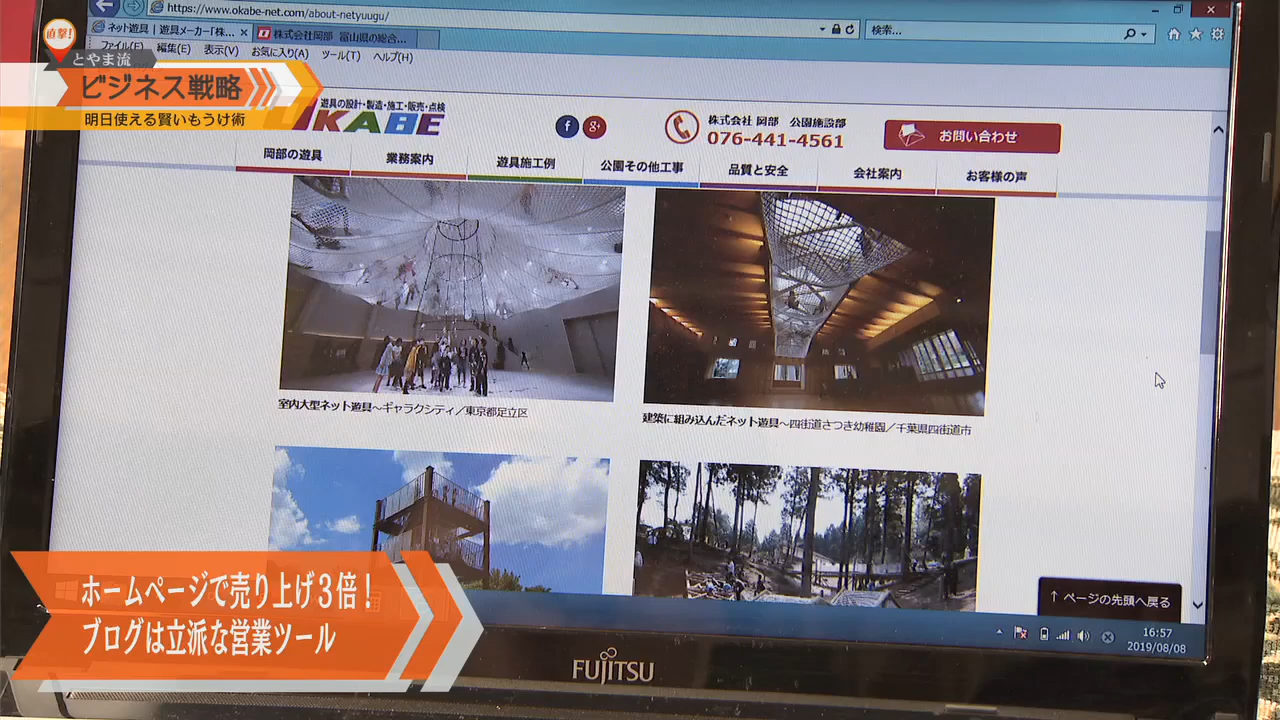 https://www.okabe-net.com/about-netyuugu/
検索...
ネット遊具 | 遊具メーカー「株...
株式会社岡部 富山県の総合...
ファイル(F) 編集(E) 表示(V) お気に入り(A) ツール(T) ヘルプ(H)
直撃!
とやま流
ビジネス戦略
明日使える賢いもうけ術
遊具の設計・製造・施工・販売・点検
OKABE
f
g+
株式会社 岡部 公園施設部
076-441-4561
お問い合わせ
岡部の遊具
業務案内
遊具施工例
公園その他工事
品質と安全
会社案内
お客様の声
室内大型ネット遊具~ギャラクシティ/東京都足立区
建築に組み込んだネット遊具~四街道さつき幼稚園/千葉県四街道市
↑ ページの先頭へ戻る
ホームページで売り上げ3倍!
ブログは立派な営業ツール
16:57
2019/08/08
FUJITSU